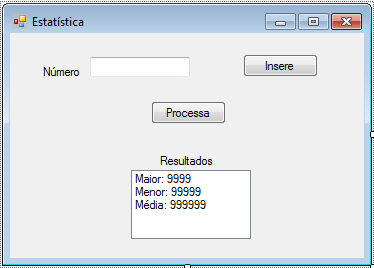 Estatística
Número
Insere
Processa
Resultados
Maior: 9999
Menor: 99999
Média: 999999